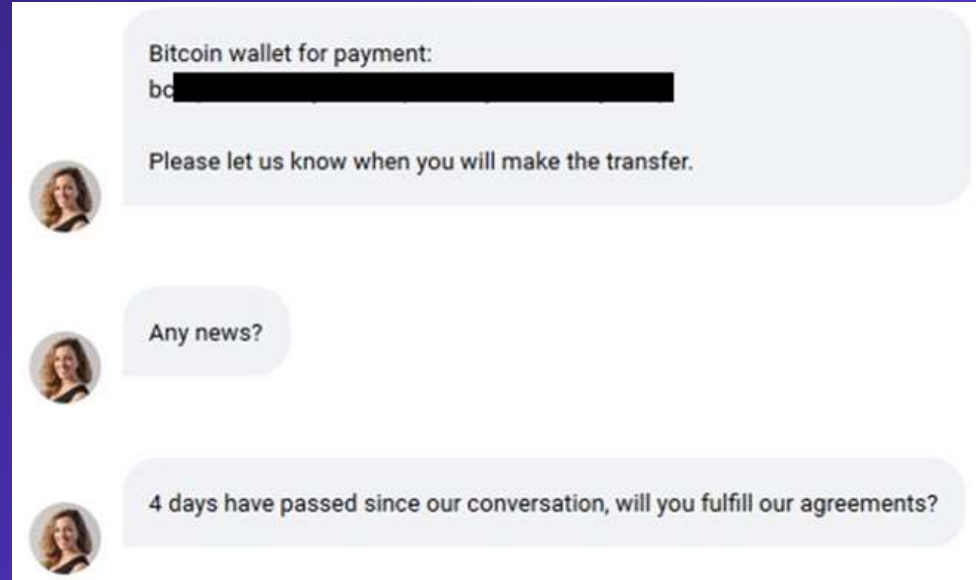 Bitcoin wallet for payment:
bc
Please let us know when you will make the transfer.
Any news?
4 days have passed since our conversation, will you fulfill our agreements?